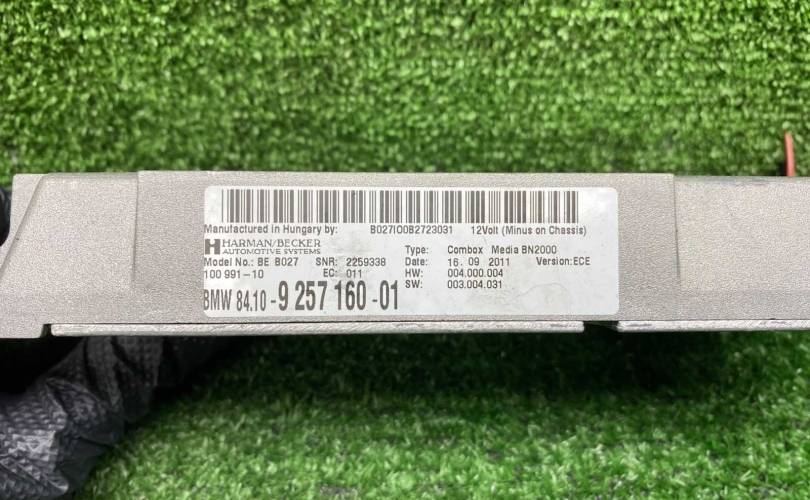 Manufactured in Hungary by: B027I00B2723031 12Volt (Minus on Chassis)
HARMAN/BECKER
AUTOMOTIVE SYSTEMS
Type: Combox Media BN2000
Model No.: BE B027 SNR: 2259338 Date: 16. 09 2011 Version:ECE
100 991-10 EC: 011 HW: 004.000.004
SW: 003.004.031
BMW 84.10-9 257 160-01